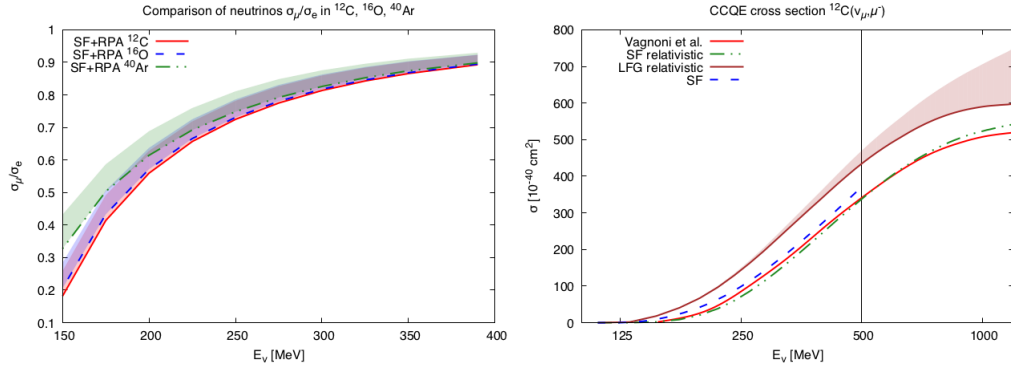 Comparison of neutrinos σμ/σe in ¹²C, ¹⁶O, ⁴⁰Ar
SF+RPA ¹²C
SF+RPA ¹⁶O
SF+RPA ⁴⁰Ar
σμ/σe
1
0.9
0.8
0.7
0.6
0.5
0.4
0.3
0.2
0.1
150
200
250
300
350
400
Eν [MeV]
CCQE cross section ¹²C(νμ,μ⁻)
Vagnoni et al.
SF relativistic
LFG relativistic
SF
σ [10⁻⁴⁰ cm²]
800
700
600
500
400
300
200
100
0
125
250
500
1000
Eν [MeV]